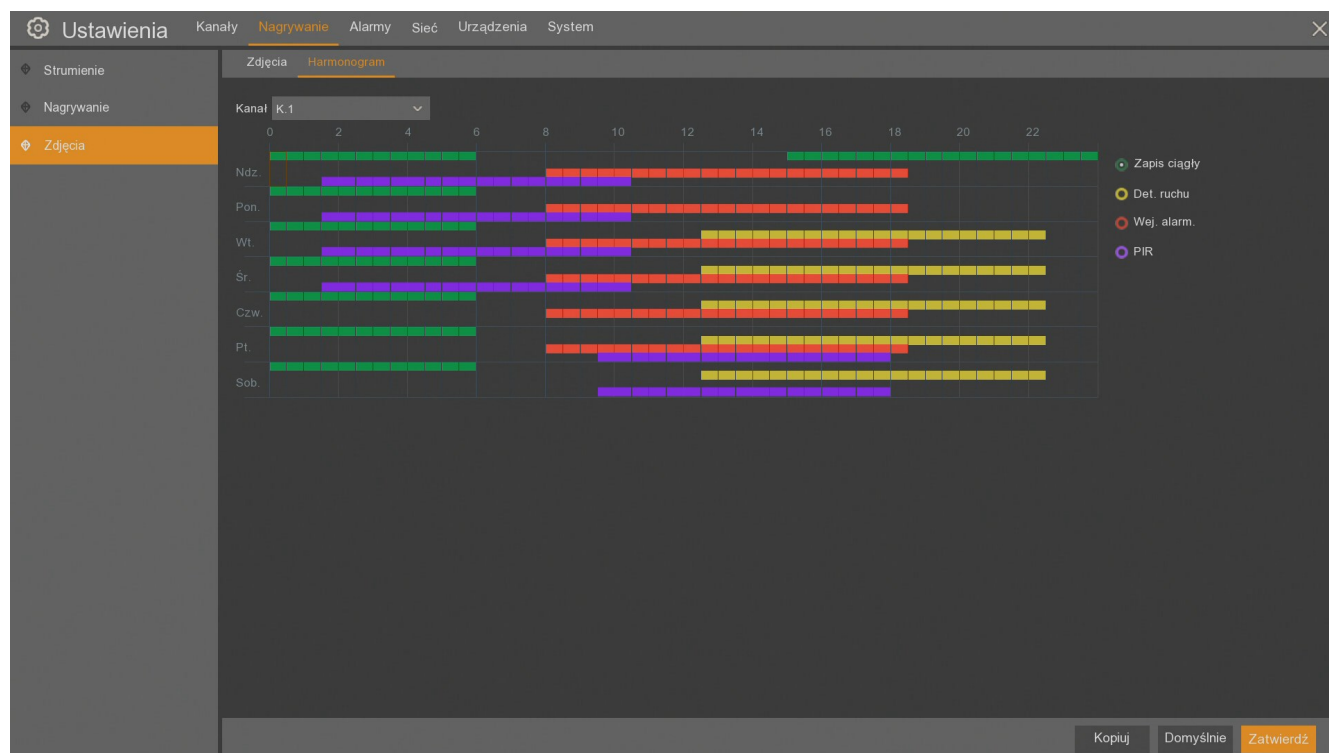 Ustawienia Kanały Nagrywanie Alarmy Sieć Urządzenia System
Strumienie
Nagrywanie
Zdjęcia
Zdjęcia Harmonogram
Kanał K.1
0 2 4 6 8 10 12 14 16 18 20 22
Ndz.
Pon.
Wt.
Śr.
Czw.
Pt.
Sob.
Zapis ciągły
Det. ruchu
Wej. alarm.
PIR
Kopiuj Domyślnie Zatwierdź